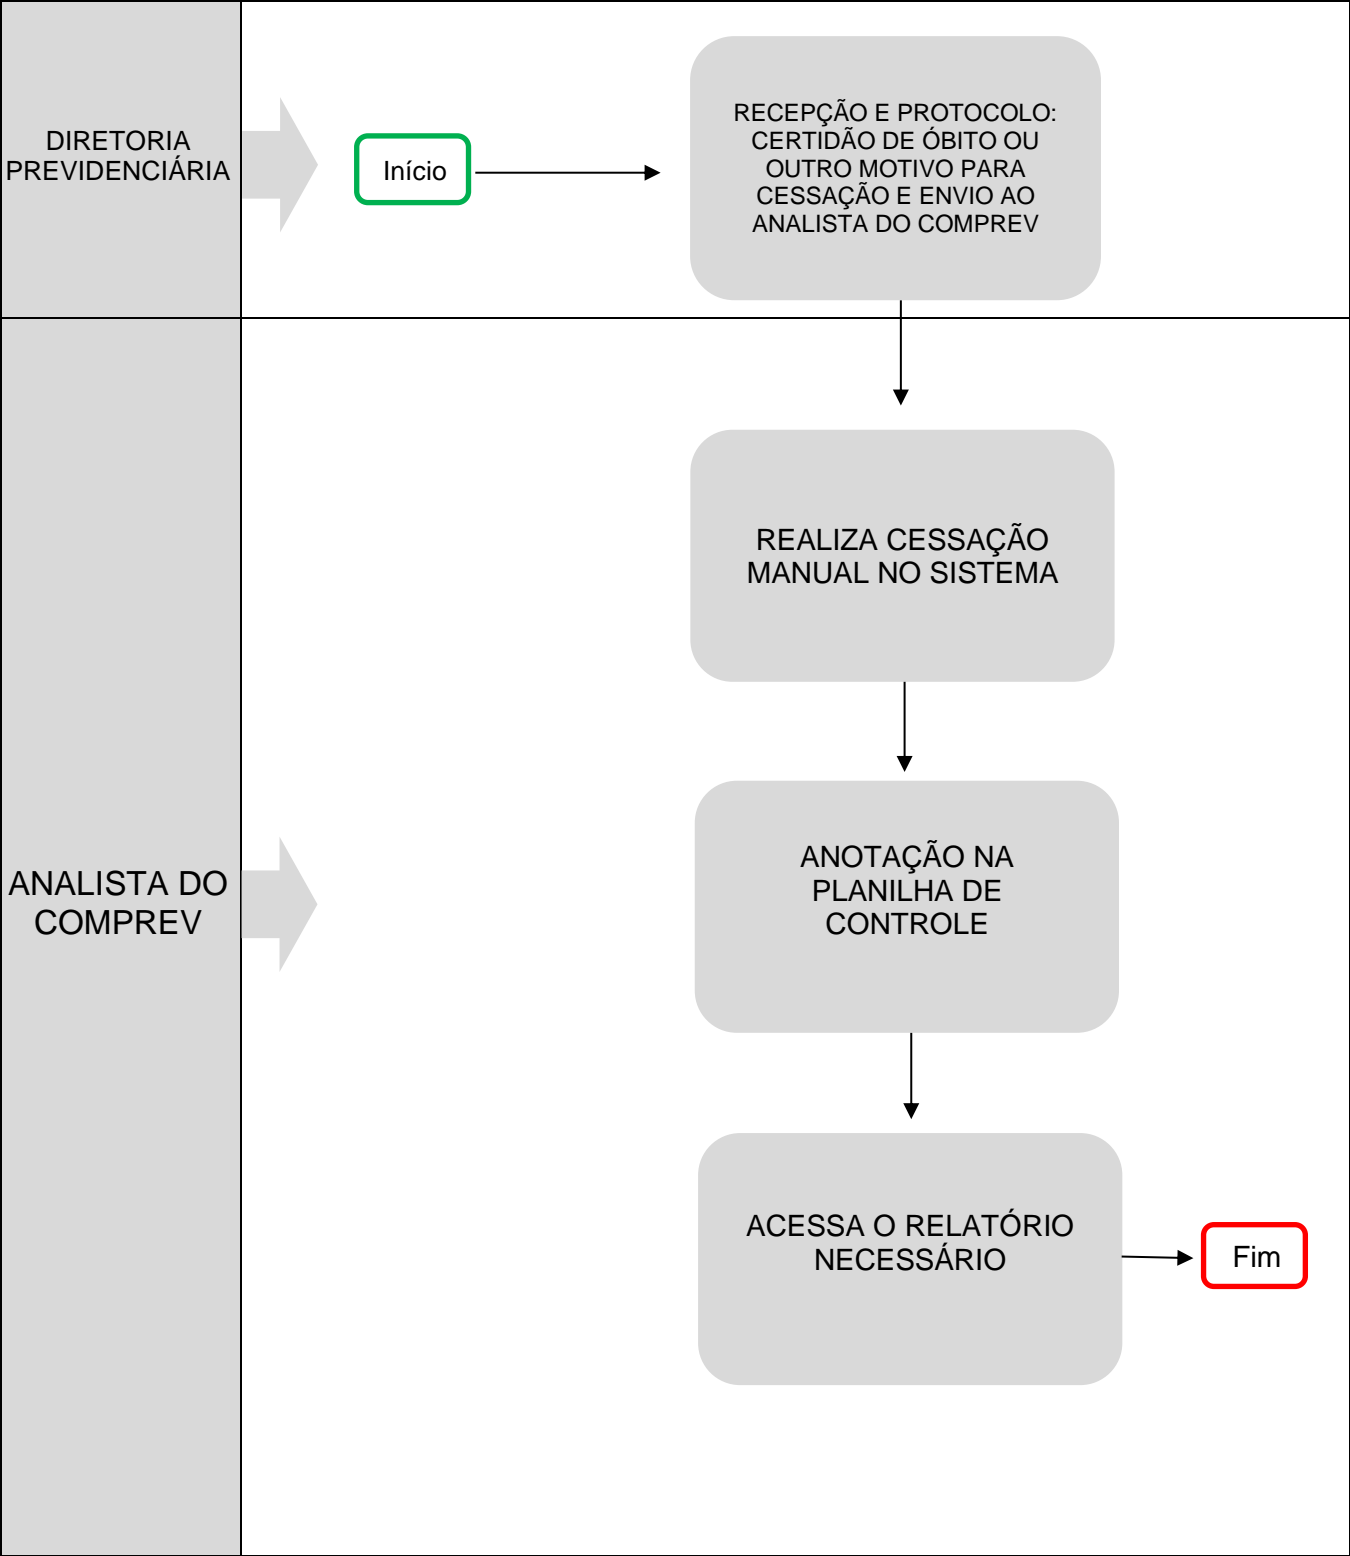 DIRETORIA
PREVIDENCIÁRIA
Início
RECEPÇÃO E PROTOCOLO:
CERTIDÃO DE ÓBITO OU
OUTRO MOTIVO PARA
CESSAÇÃO E ENVIO AO
ANALISTA DO COMPREV
ANALISTA DO
COMPREV
REALIZA CESSAÇÃO
MANUAL NO SISTEMA
ANOTAÇÃO NA
PLANILHA DE
CONTROLE
ACESSA O RELATÓRIO
NECESSÁRIO
Fim